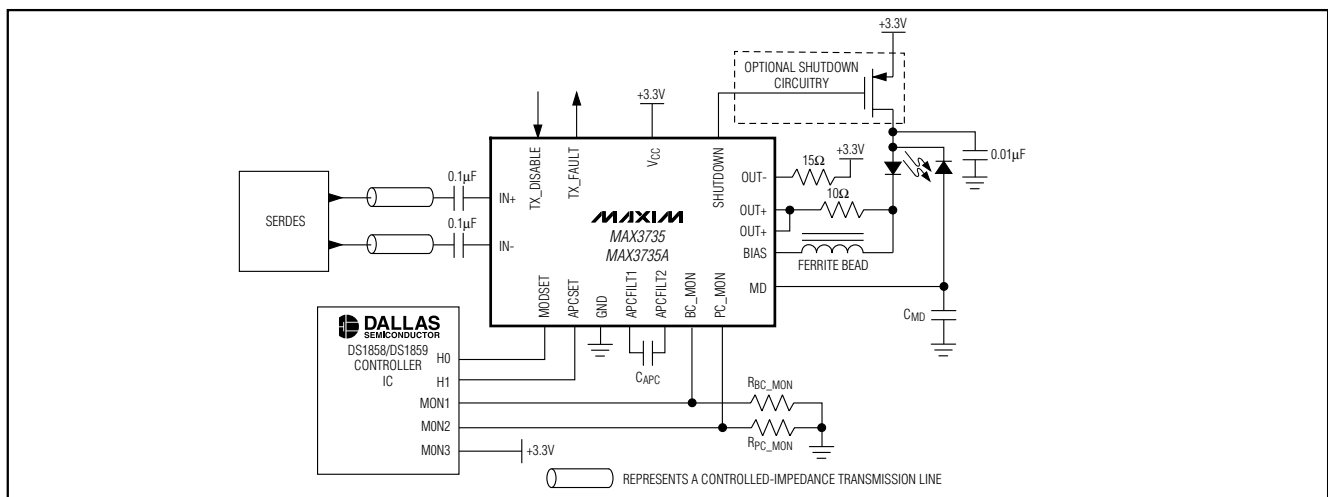 +3.3V
OPTIONAL SHUTDOWN
CIRCUITRY
+3.3V
TX_DISABLE
TX_FAULT
VCC
SHUTDOWN
0.01μF
+3.3V
15Ω
OUT-
10Ω
OUT+
OUT+
BIAS
FERRITE BEAD
MD
CMD
SERDES
0.1μF
IN+
0.1μF
IN-
MAXIM
MAX3735
MAX3735A
MODSET
APCSET
GND
APCFILT1
APCFILT2
BC_MON
PC_MON
CAPC
DALLAS
SEMICONDUCTOR
DS1858/DS1859
CONTROLLER
IC
H0
H1
MON1
MON2
MON3
+3.3V
RBC_MON
RPC_MON
REPRESENTS A CONTROLLED-IMPEDANCE TRANSMISSION LINE